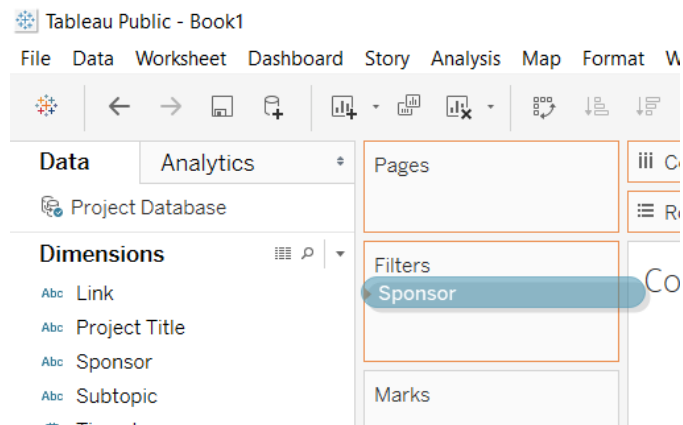 Tableau Public - Book1
File Data Worksheet Dashboard Story Analysis Map Format
Data Analytics
Project Database
Dimensions
Abc Link
Abc Project Title
Abc Sponsor
Abc Subtopic
Pages
Filters
Sponsor
Marks